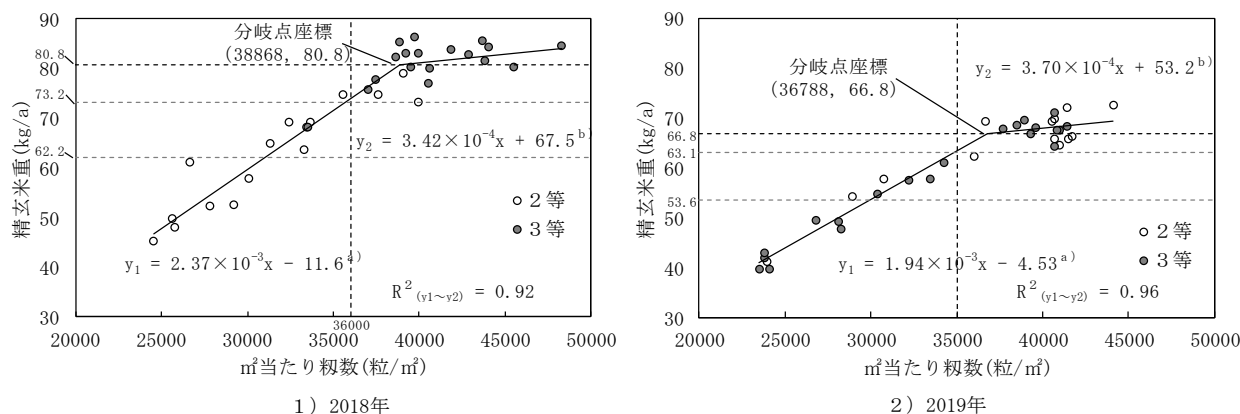 90
80.8
80
73.2
70
62.2
60
50
40
30
精玄米重(kg/a)
分岐点座標
(38868, 80.8)
y₂ = 3.42×10⁻⁴x + 67.5ᵇ⁾
○ 2等
● 3等
y₁ = 2.37×10⁻³x − 11.6ᵃ⁾
R²(y1～y2) = 0.92
36000
20000 25000 30000 35000 40000 45000 50000
㎡当たり籾数(粒/㎡)
1) 2018年
90
80
70
66.8
63.1
60
53.6
50
40
30
精玄米重(kg/a)
分岐点座標
(36788, 66.8)
y₂ = 3.70×10⁻⁴x + 53.2ᵇ⁾
○ 2等
● 3等
y₁ = 1.94×10⁻³x − 4.53ᵃ⁾
R²(y1～y2) = 0.96
20000 25000 30000 35000 40000 45000 50000
㎡当たり籾数(粒/㎡)
2) 2019年